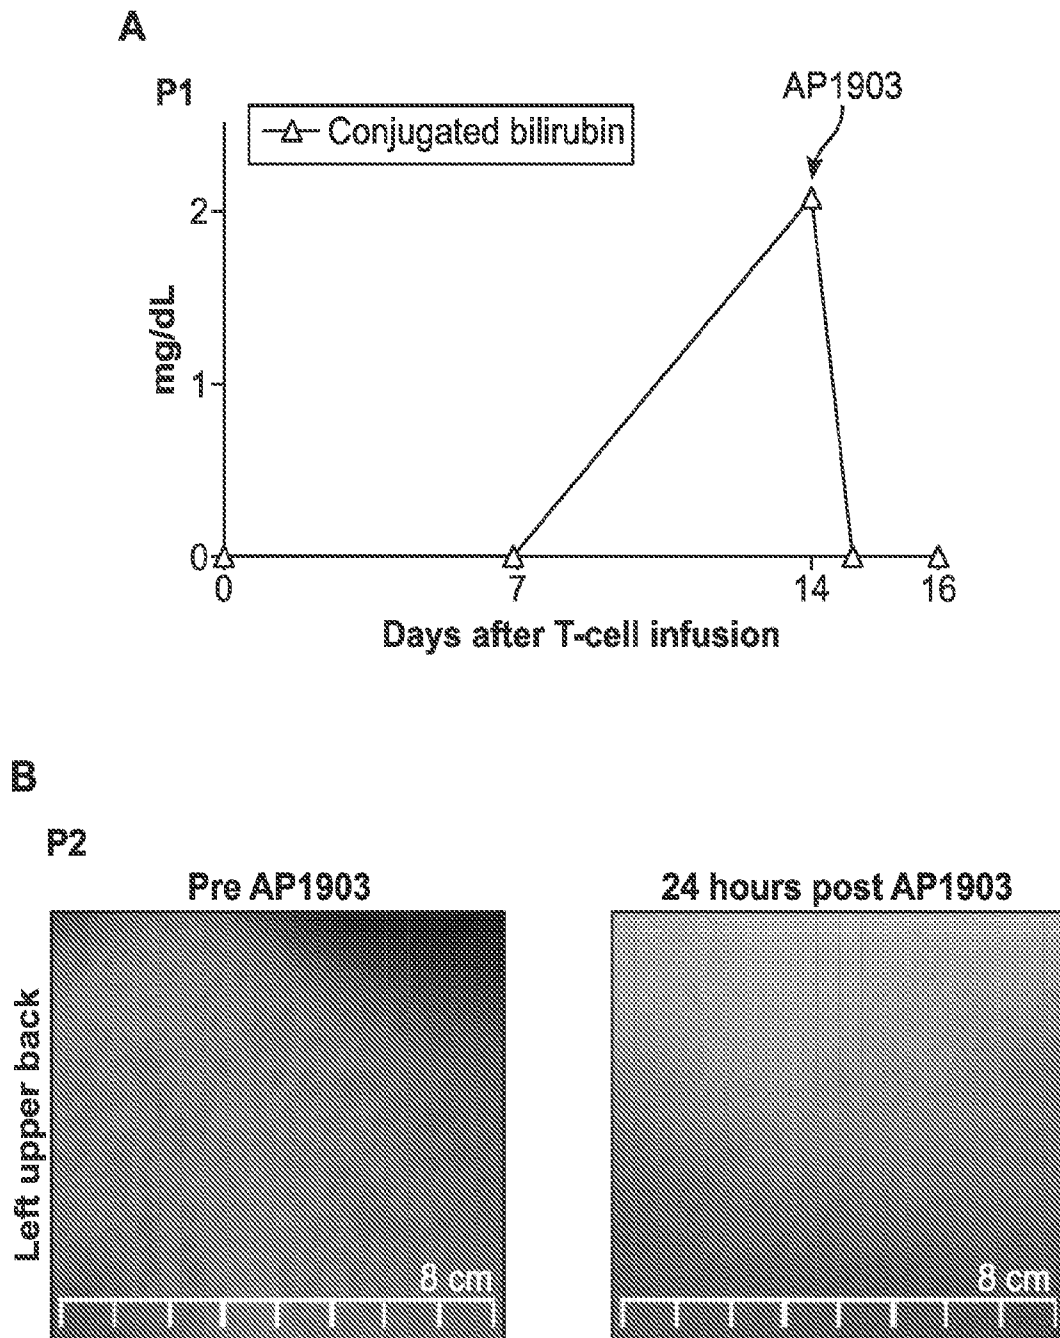 A
P1
AP1903
Conjugated bilirubin
2
1
0
mg/dL
0 7 14 16
Days after T-cell infusion
B
P2
Pre AP1903
24 hours post AP1903
Left upper back
8 cm
8 cm